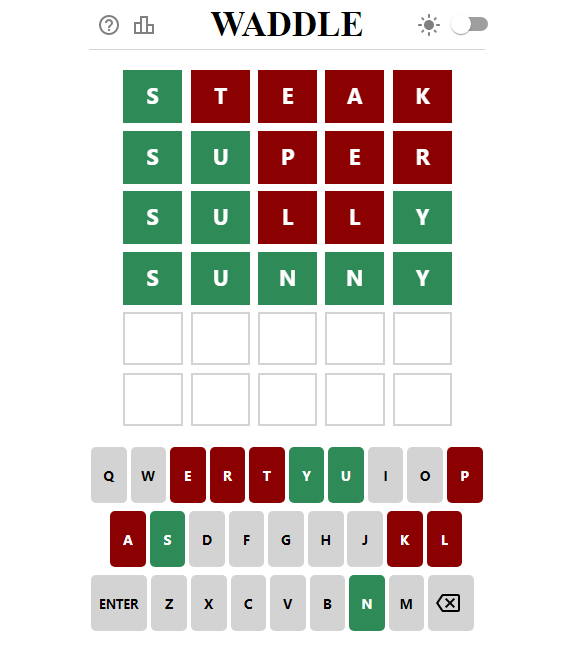 WADDLE
S T E A K
S U P E R
S U L L Y
S U N N Y
Q W E R T Y U I O P
A S D F G H J K L
ENTER Z X C V B N M